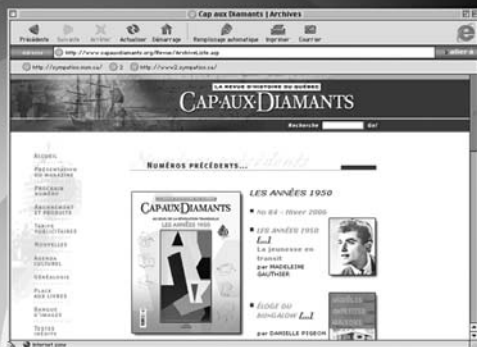 Cap aux Diamants | Archives
Précédente Suivante Arrêter Actualiser Démarrage Remplissage automatique Imprimer Courrier
http://www.capauxdiamants.org/Revue/ArchiveListe.asp
http://sympatico.msn.ca/ 2 http://www2.sympatico.ca/
LA REVUE D'HISTOIRE DU QUÉBEC
CAP-AUX-DIAMANTS
Recherche Go!
ACCUEIL
PRÉSENTATION
DU MAGAZINE
PROCHAIN
NUMÉRO
ABONNEMENT
ET PRODUITS
TARIFS
PUBLICITAIRES
NOUVELLES
AGENDA
CULTUREL
GÉNÉALOGIE
PLACE
AUX LIVRES
BANQUE
D'IMAGES
TEXTES
INÉDITS
NUMÉROS PRÉCÉDENTS...
CAP-AUX-DIAMANTS
LES ANNÉES 1950
LES ANNÉES 1950
No 84 - Hiver 2006
LES ANNÉES 1950
[...]
La jeunesse en
transit
par MADELEINE
GAUTHIER
ÉLOGE DU
BUNGALOW [...]
par DANIELLE PIGEON
Internet zone